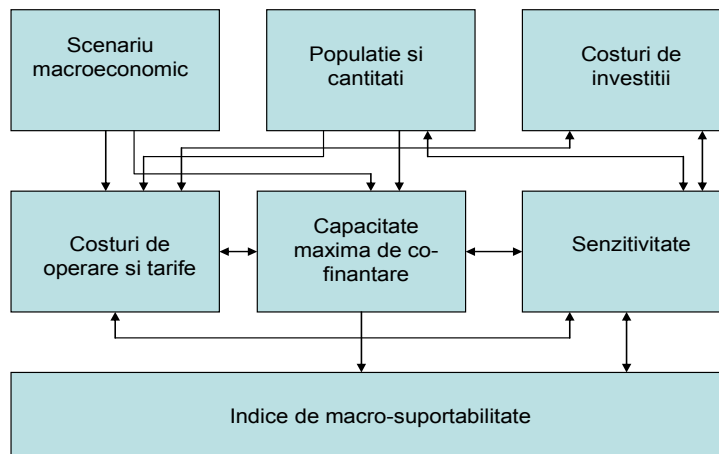 Scenariu
macroeconomic
Populatie si
cantitati
Costuri de
investitii
Costuri de
operare si tarife
Capacitate
maxima de co-
finantare
Senzitivitate
Indice de macro-suportabilitate